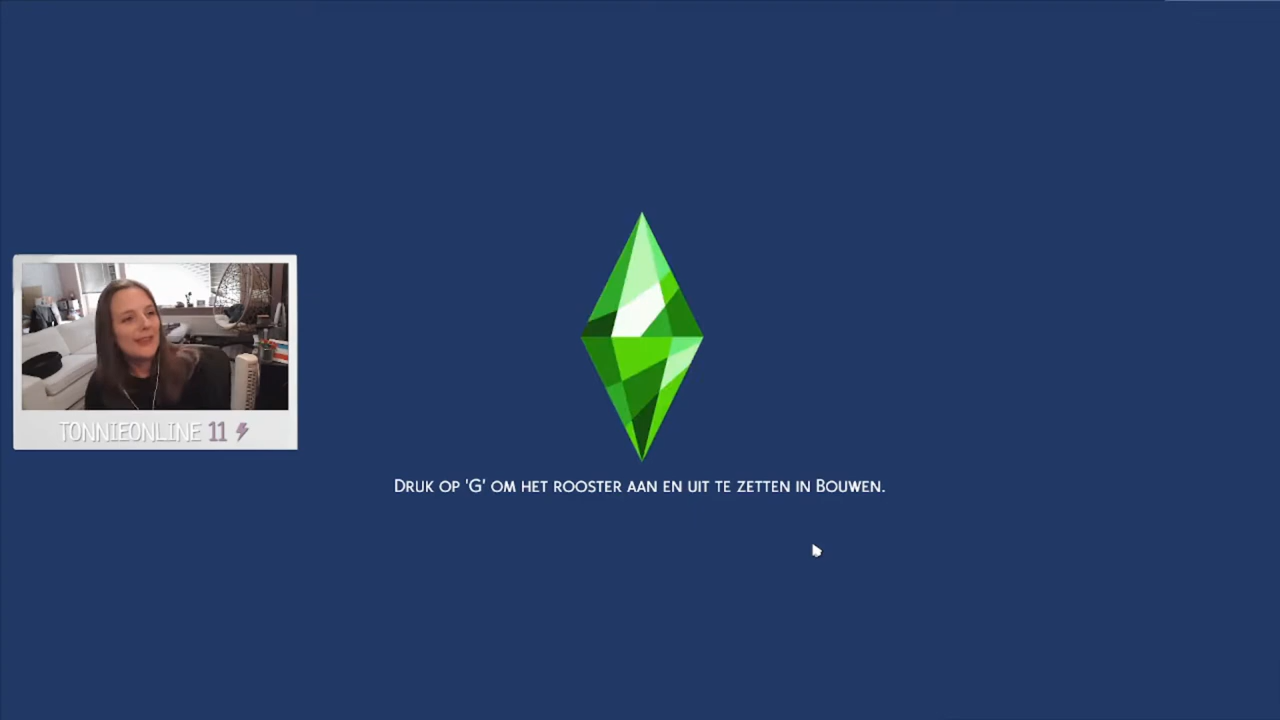 TONNIEONLINE 11
DRUK OP 'G' OM HET ROOSTER AAN EN UIT TE ZETTEN IN BOUWEN.